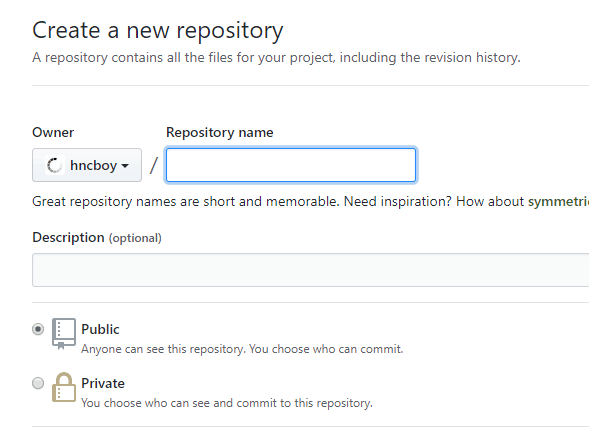 Create a new repository
A repository contains all the files for your project, including the revision history.
Owner Repository name
hncboy /
Great repository names are short and memorable. Need inspiration? How about symmetri
Description (optional)
Public
Anyone can see this repository. You choose who can commit.
Private
You choose who can see and commit to this repository.